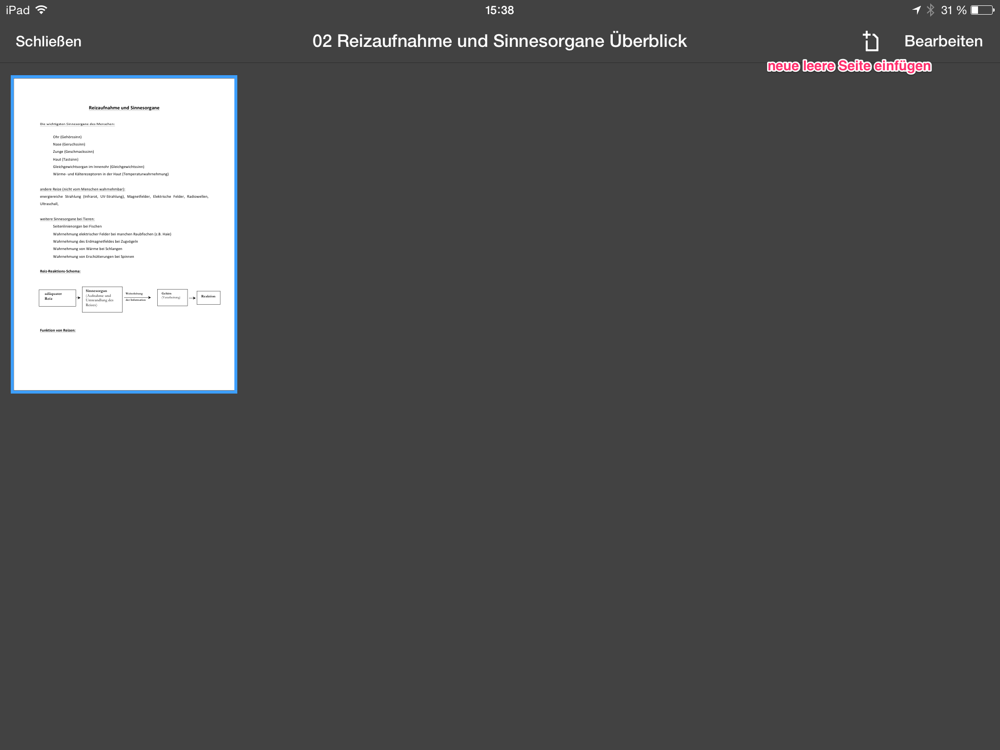 iPad 15:38 31 %
Schließen 02 Reizaufnahme und Sinnesorgane Überblick Bearbeiten
neue leere Seite einfügen
Reizaufnahme und Sinnesorgane
Die wichtigsten Sinnesorgane des Menschen:
Ohr (Gehörssinn)
Nase (Geruchssinn)
Zunge (Geschmackssinn)
Haut (Tastsinn)
Gleichgewichtsorgan im Innenohr (Gleichgewichtssinn)
Wärme- und Kälterezeptoren in der Haut (Temperaturwahrnehmung)
andere Reize (nicht vom Menschen wahrnehmbar):
energiereiche Strahlung (Infrarot, UV-Strahlung), Magnetfelder, Elektrische Felder, Radiowellen,
Ultraschall,
weitere Sinnesorgane bei Tieren:
Seitenlinienorgan bei Fischen
Wahrnehmung elektrischer Felder bei manchen Raubfischen (z.B. Haie)
Wahrnehmung des Erdmagnetfeldes bei Zugvögeln
Wahrnehmung von Wärme bei Schlangen
Wahrnehmung von Erschütterungen bei Spinnen
Reiz-Reaktions-Schema:
adäquater
Reiz
Sinnesorgan
(Aufnahme und
Umwandlung des
Reizes)
Weiterleitung
der Information
Gehirn
(Verarbeitung)
Reaktion
Funktion von Reizen: